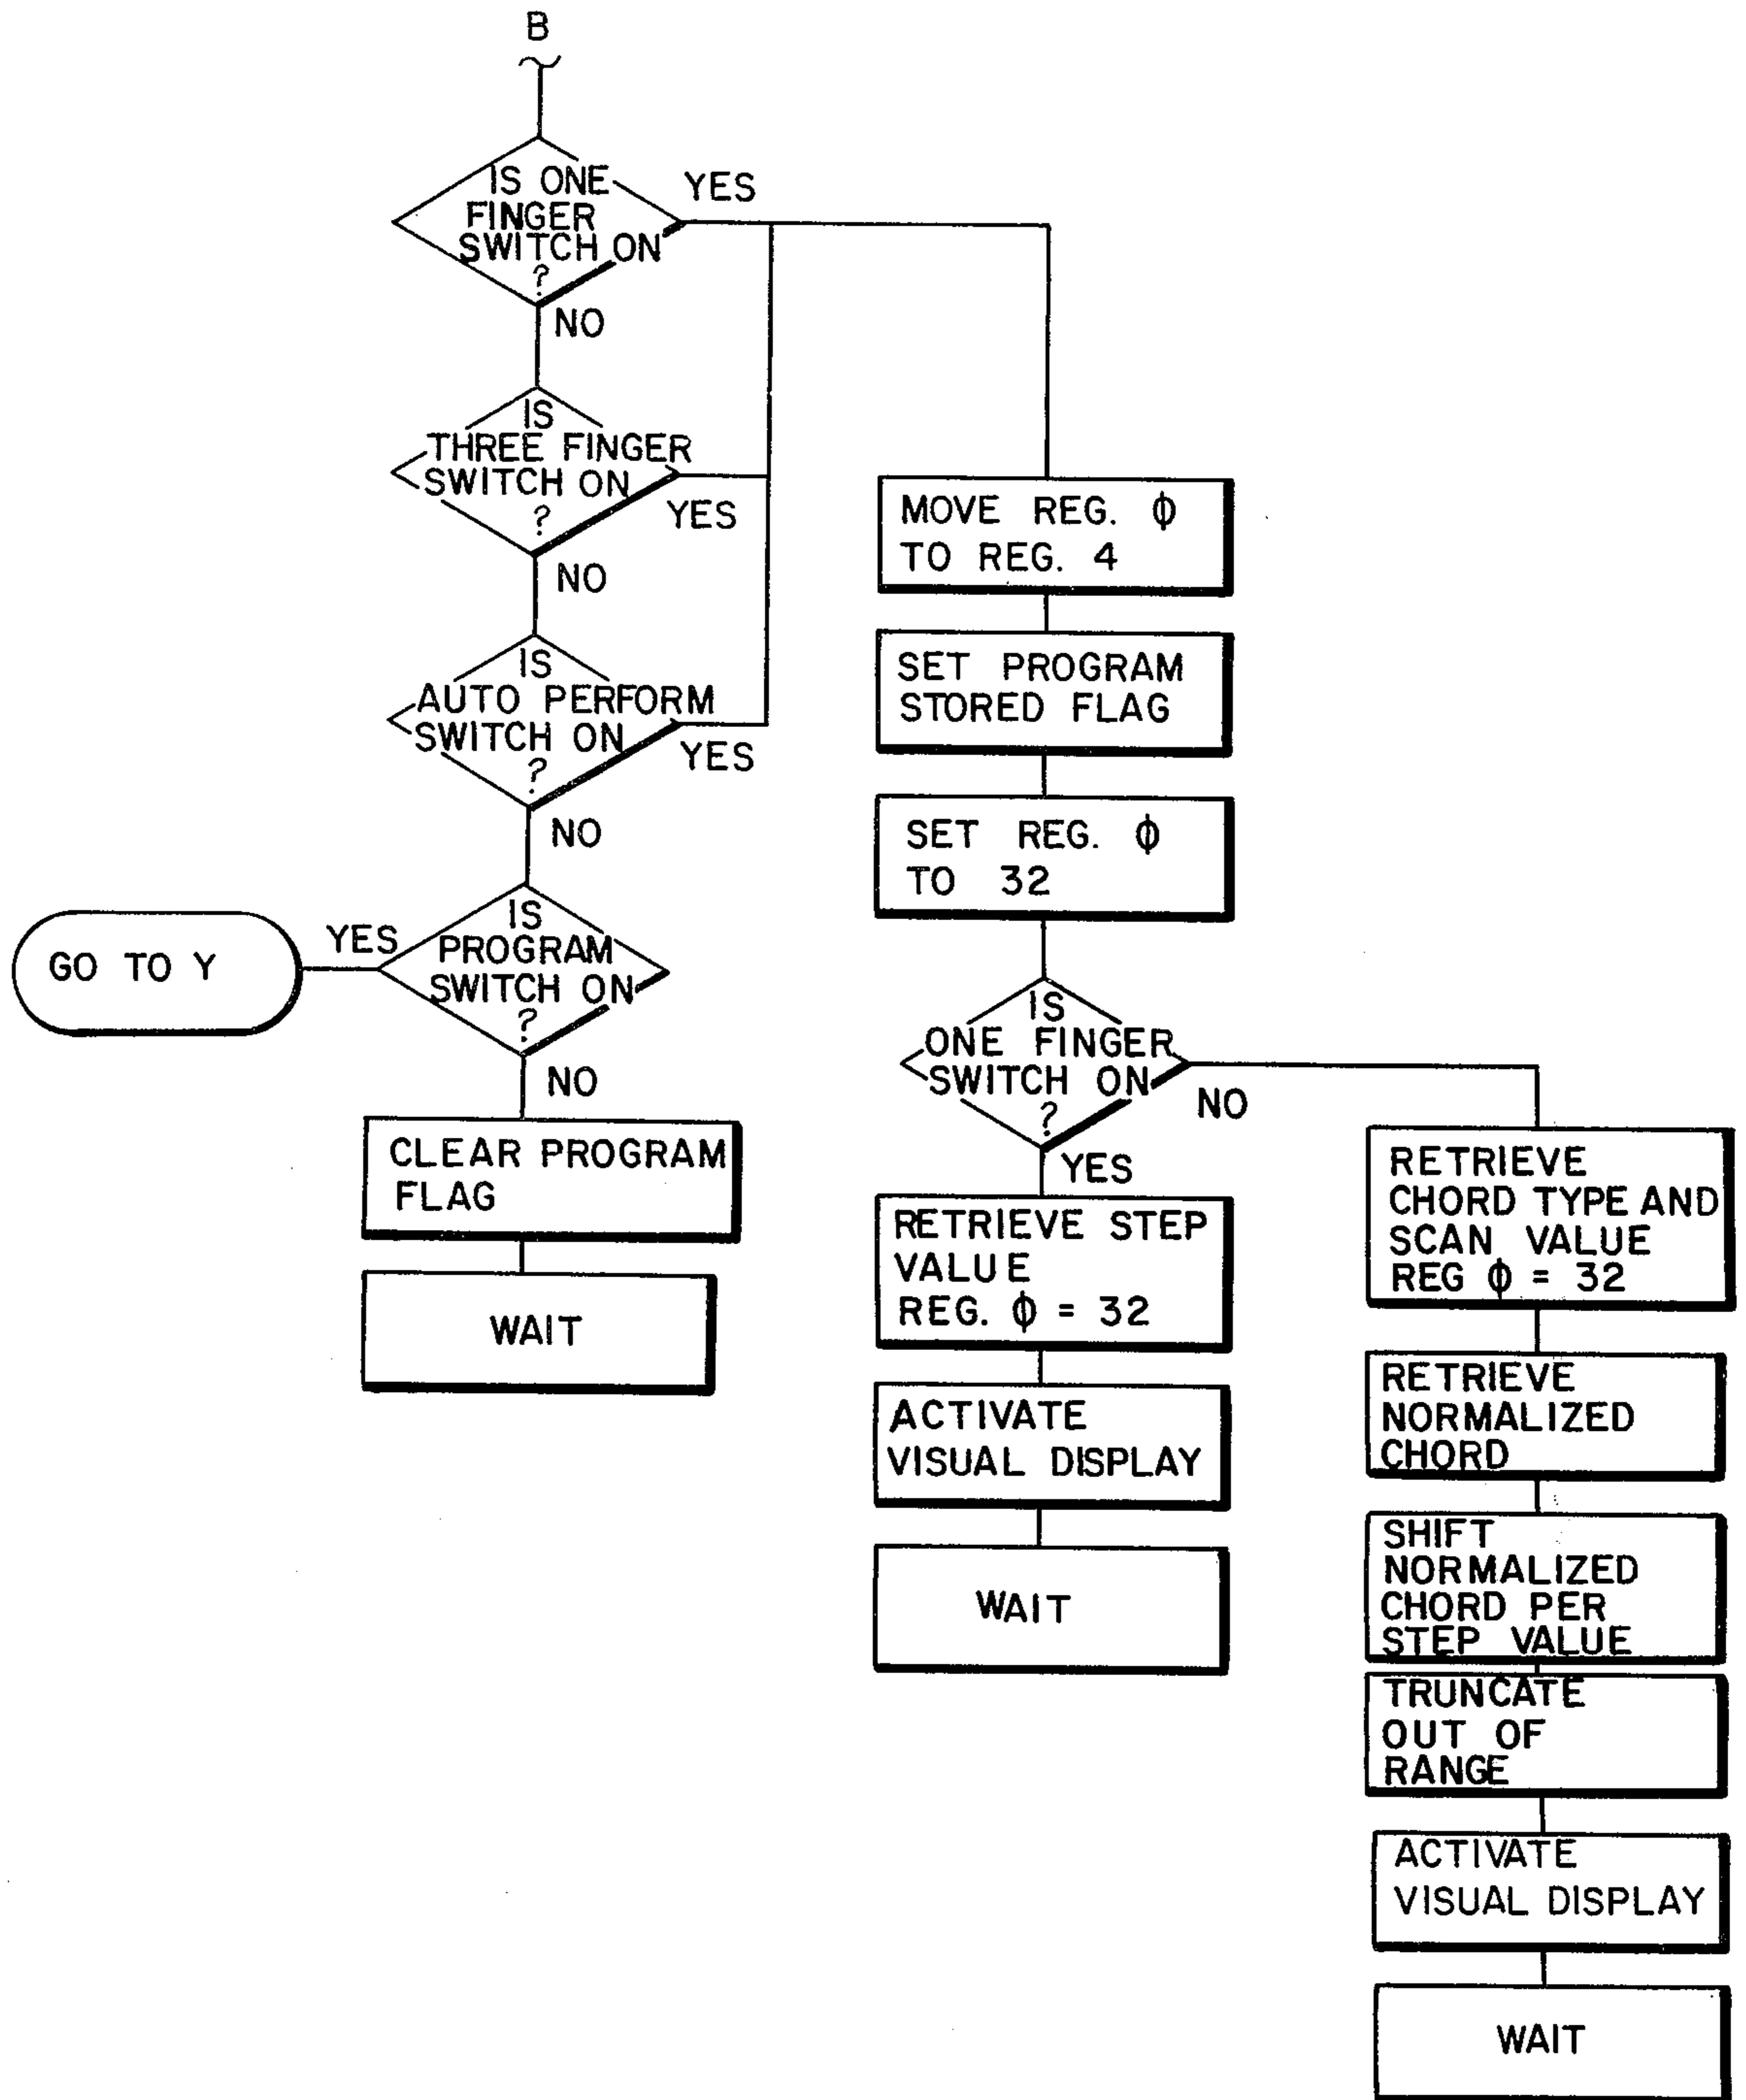 B
IS ONE
FINGER
SWITCH ON
?
YES
NO
IS
THREE FINGER
SWITCH ON
?
YES
NO
IS
AUTO PERFORM
SWITCH ON
?
YES
NO
IS
PROGRAM
SWITCH ON
?
YES
GO TO Y
NO
CLEAR PROGRAM
FLAG
WAIT
MOVE REG. ϕ
TO REG. 4
SET PROGRAM
STORED FLAG
SET REG. ϕ
TO 32
IS
ONE FINGER
SWITCH ON
?
NO
YES
RETRIEVE STEP
VALUE
REG. ϕ = 32
ACTIVATE
VISUAL DISPLAY
WAIT
RETRIEVE
CHORD TYPE AND
SCAN VALUE
REG ϕ = 32
RETRIEVE
NORMALIZED
CHORD
SHIFT
NORMALIZED
CHORD PER
STEP VALUE
TRUNCATE
OUT OF
RANGE
ACTIVATE
VISUAL DISPLAY
WAIT